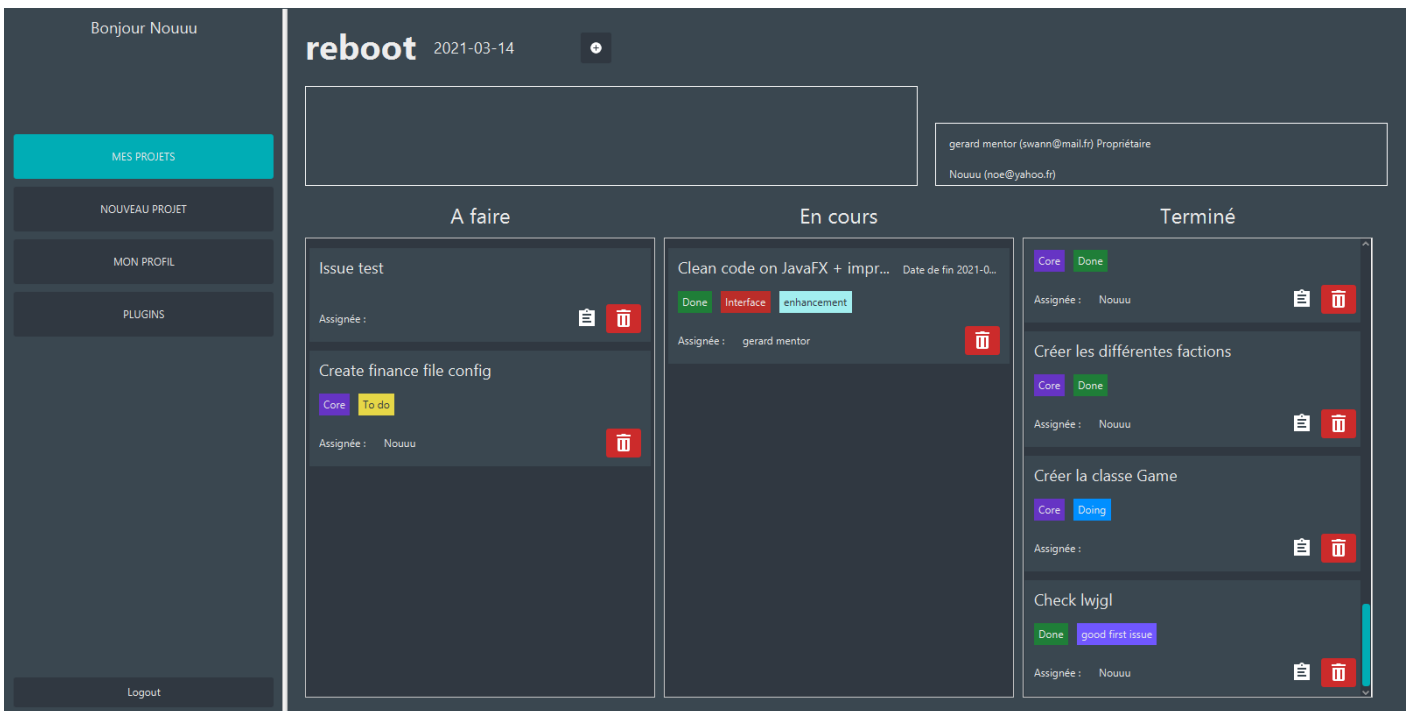 Bonjour Nouuu
MES PROJETS
NOUVEAU PROJET
MON PROFIL
PLUGINS
Logout
reboot 2021-03-14
gerard mentor (swann@mail.fr) Propriétaire
Nouuu (noe@yahoo.fr)
A faire
Issue test
Assignée :
Create finance file config
Core To do
Assignée : Nouuu
En cours
Clean code on JavaFX + impr... Date de fin 2021-0...
Done Interface enhancement
Assignée : gerard mentor
Terminé
Core Done
Assignée : Nouuu
Créer les différentes factions
Core Done
Assignée : Nouuu
Créer la classe Game
Core Doing
Assignée :
Check lwjgl
Done good first issue
Assignée : Nouuu